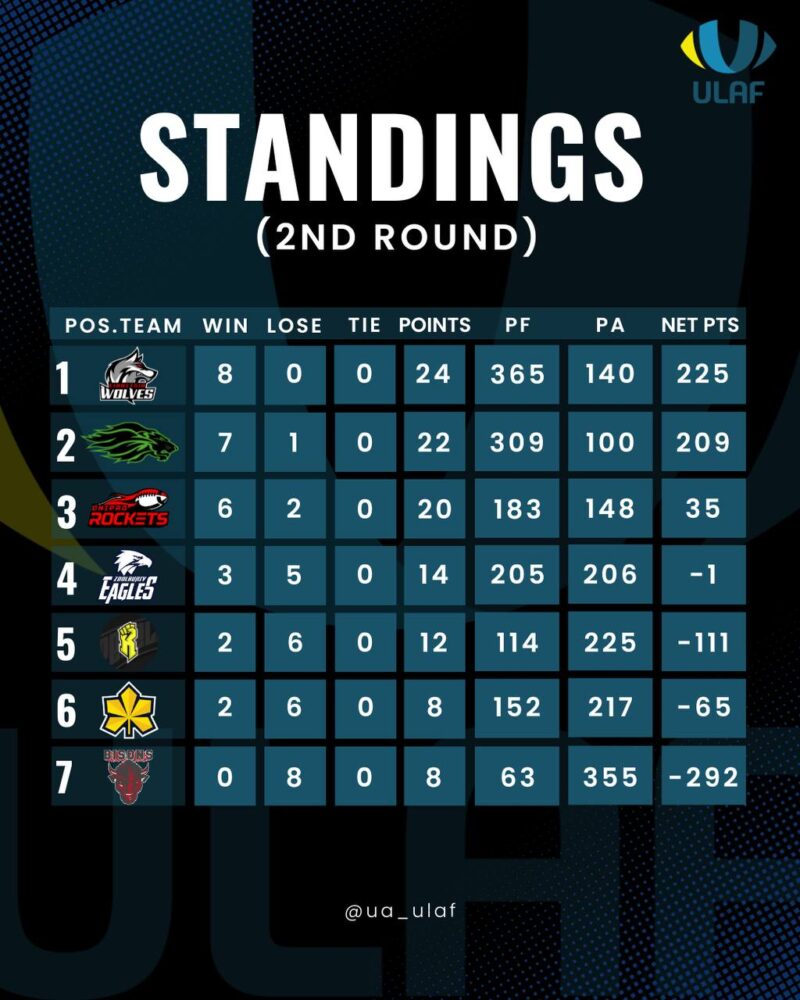 ULAF
STANDINGS
(2ND ROUND)
POS. TEAM WIN LOSE TIE POINTS PF PA NET PTS
1 WOLVES 8 0 0 24 365 140 225
2 7 1 0 22 309 100 209
3 DNIPRO ROCKETS 6 2 0 20 183 148 35
4 EAGLES 3 5 0 14 205 206 -1
5 R 2 6 0 12 114 225 -111
6 2 6 0 8 152 217 -65
7 BISONS 0 8 0 8 63 355 -292
@ua_ulaf